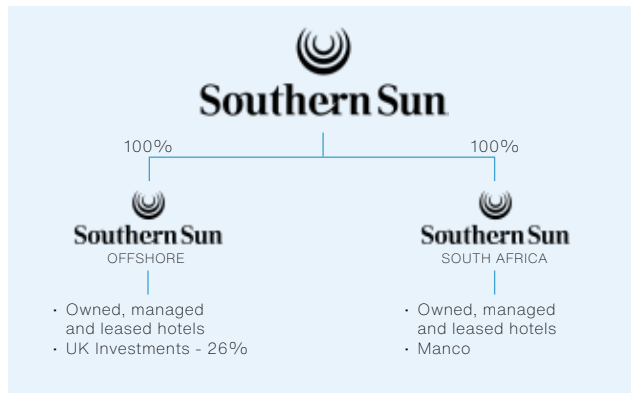 Southern Sun
100%
100%
Southern Sun
OFFSHORE
Southern Sun
SOUTH AFRICA
· Owned, managed
and leased hotels
· UK Investments - 26%
· Owned, managed
and leased hotels
· Manco